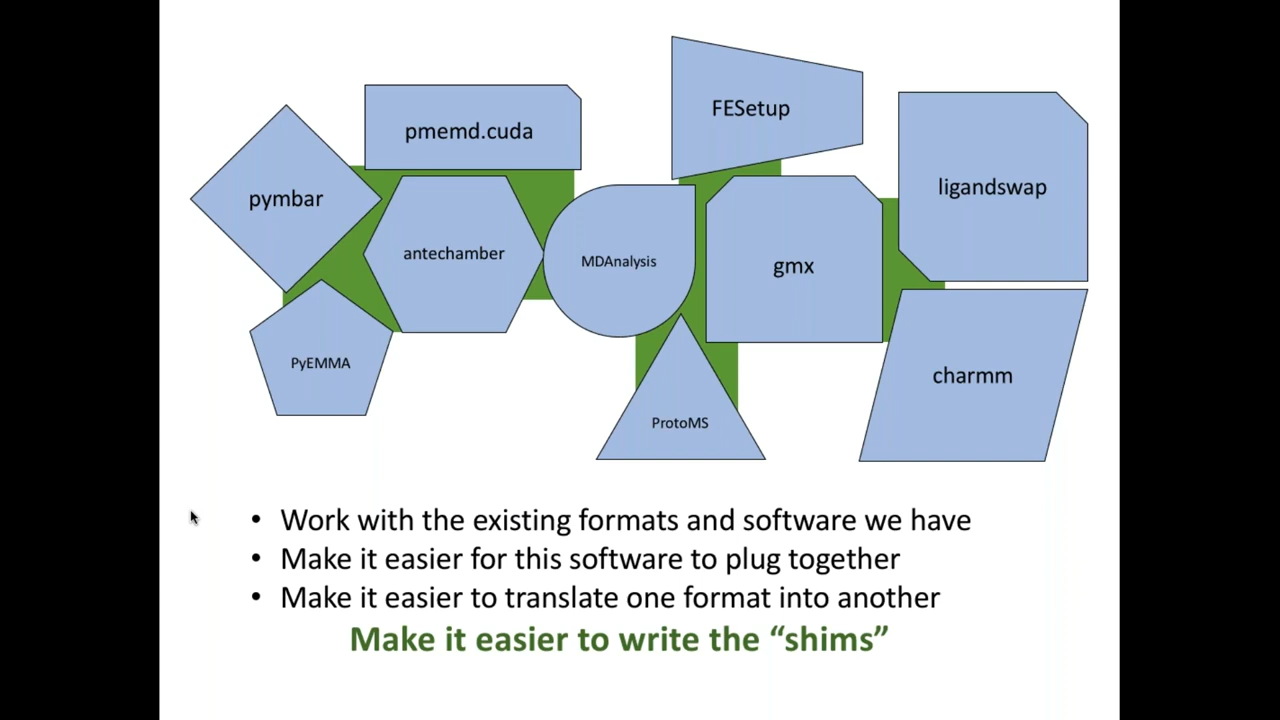 FESetup
pmemd.cuda
ligandswap
pymbar
antechamber
MDAnalysis
gmx
PyEMMA
charmm
ProtoMS
• Work with the existing formats and software we have
• Make it easier for this software to plug together
• Make it easier to translate one format into another
Make it easier to write the “shims”